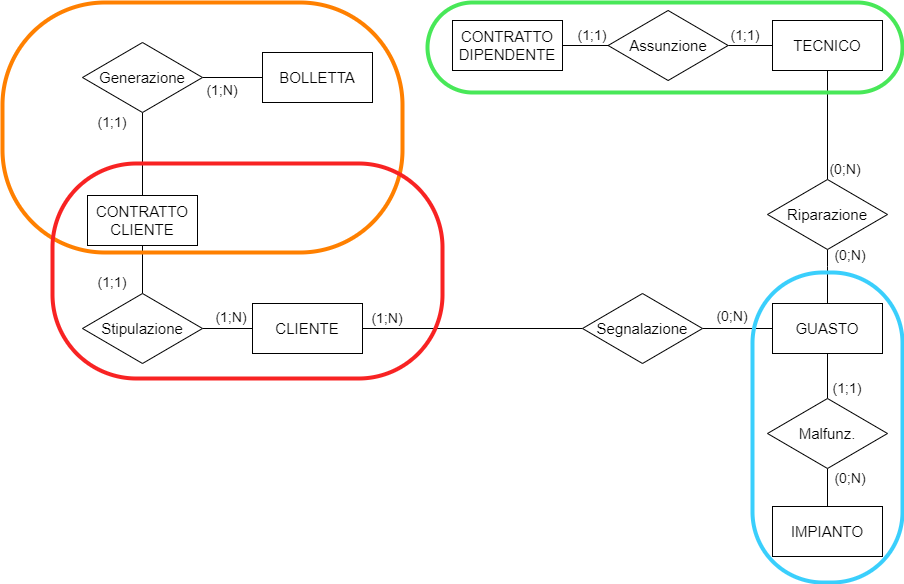 CONTRATTO
DIPENDENTE
(1;1)
Assunzione
(1;1)
TECNICO
Generazione
(1;N)
BOLLETTA
(1;1)
(0;N)
CONTRATTO
CLIENTE
Riparazione
(0;N)
(1;1)
Stipulazione
(1;N)
CLIENTE
(1;N)
Segnalazione
(0;N)
GUASTO
(1;1)
Malfunz.
(0;N)
IMPIANTO